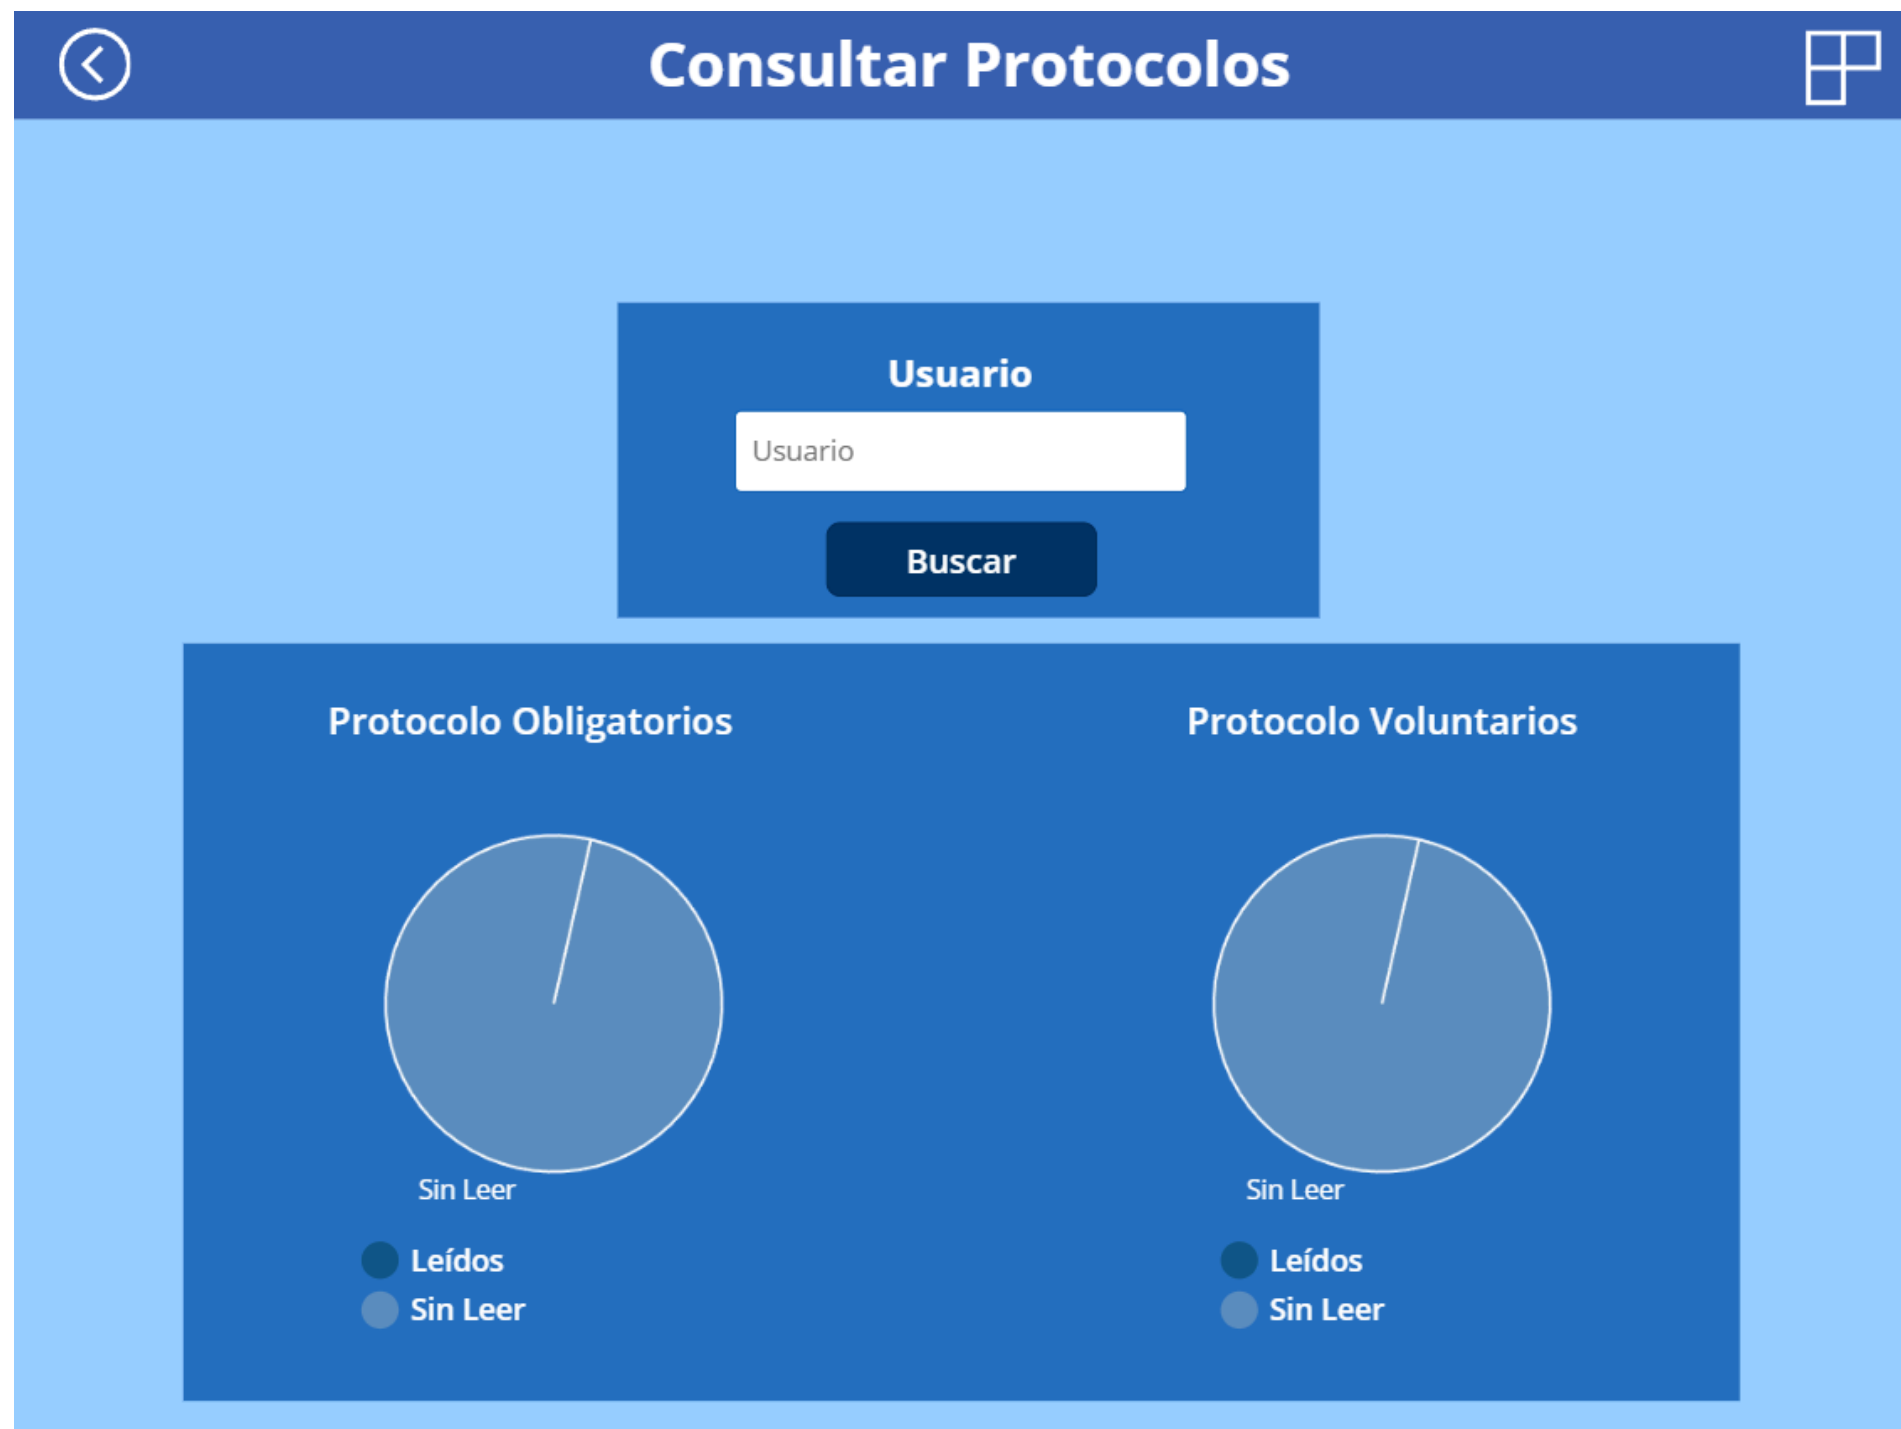 Consultar Protocolos
Usuario
Usuario
Buscar
Protocolo Obligatorios
Protocolo Voluntarios
Sin Leer
Sin Leer
Leídos
Sin Leer
Leídos
Sin Leer